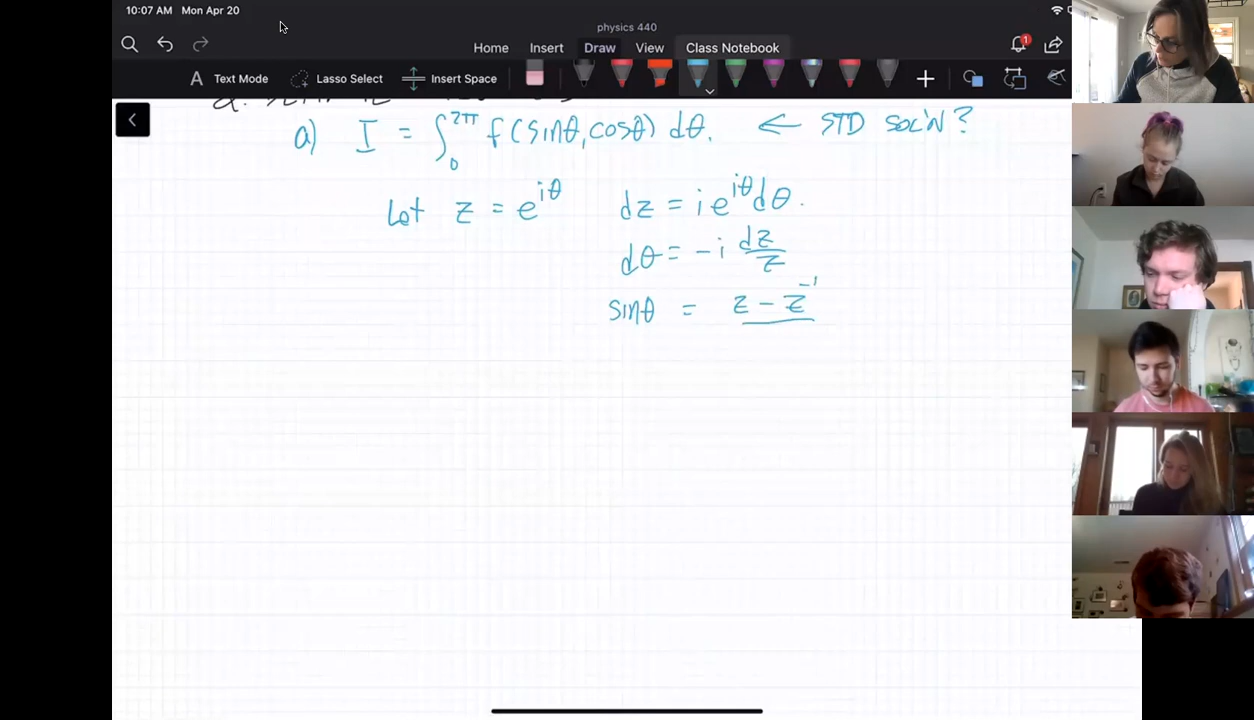 10:07 AM Mon Apr 20
physics 440
Home Insert Draw View Class Notebook
1
A Text Mode Lasso Select Insert Space
a) I = ∫₀^{2π} f(sinθ, cosθ) dθ. ← STD SOL'N ?
Let z = e^{iθ} dz = i e^{iθ} dθ.
dθ = -i dz/z
sinθ = z - z^{-1}